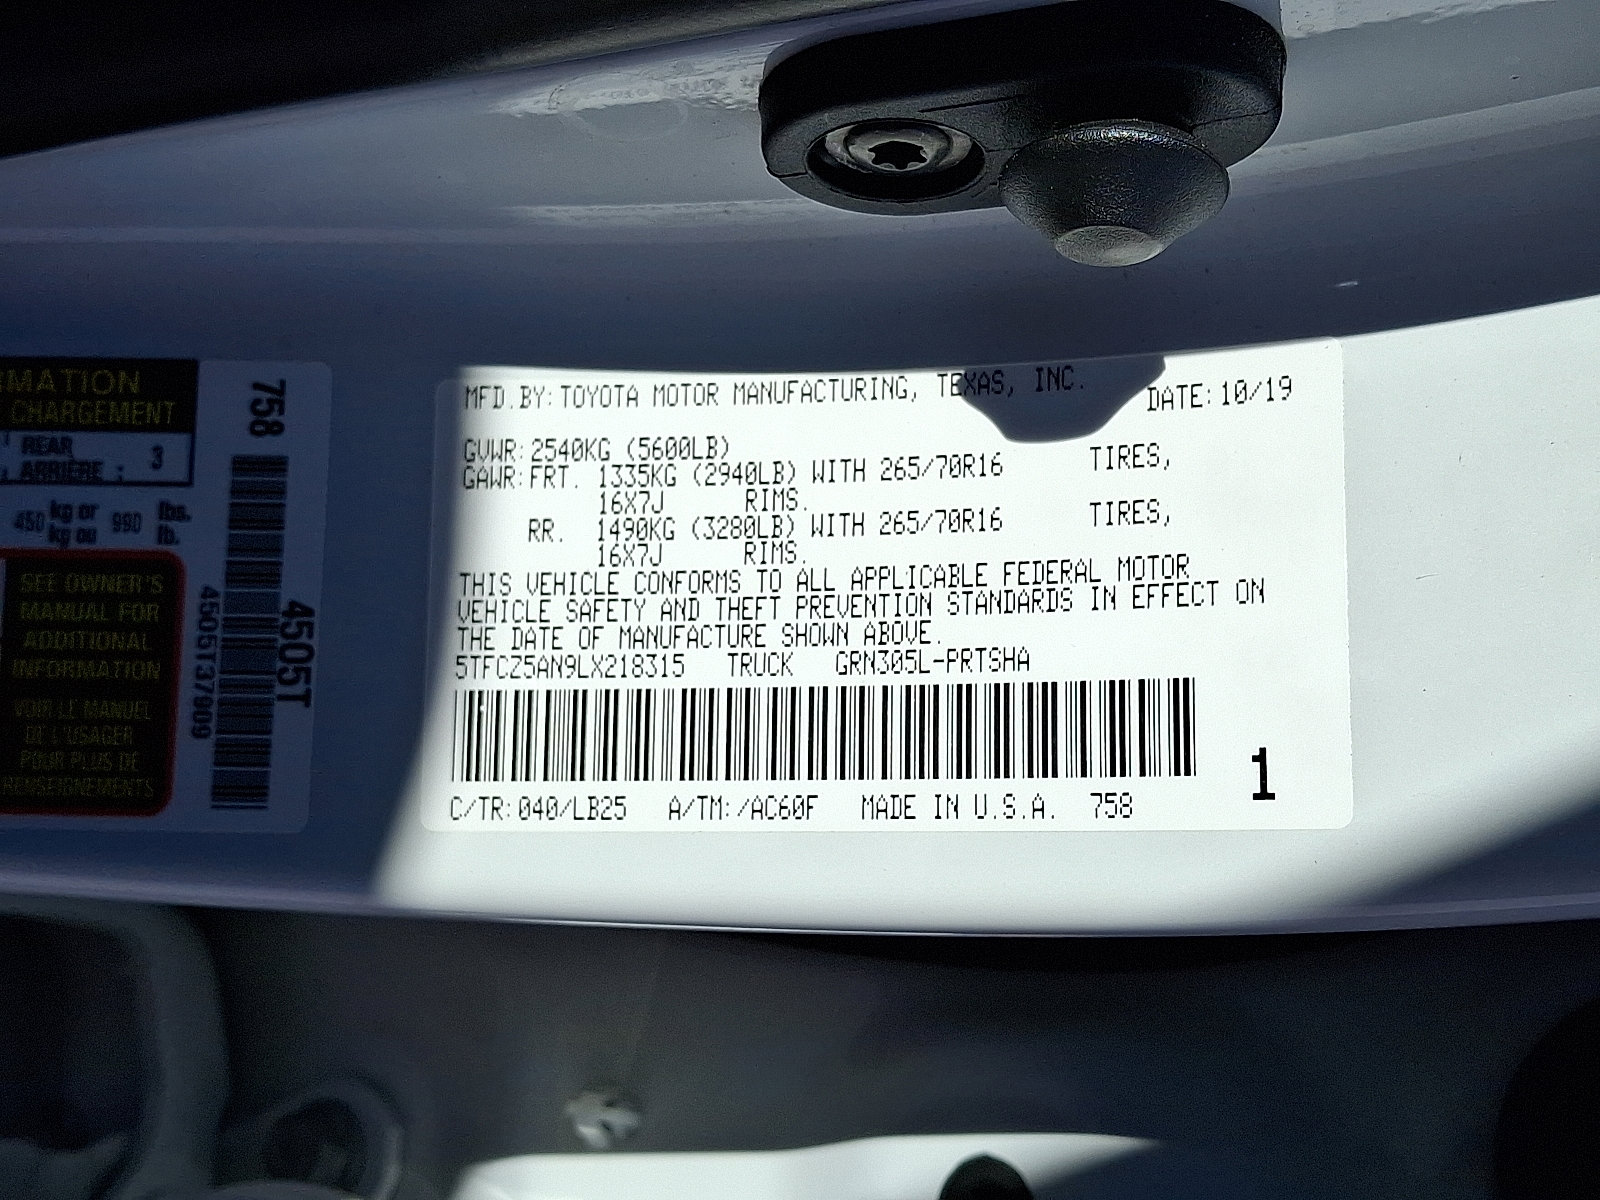 RMATION
CHARGEMENT
REAR
ARRIÈRE : 3
450 kg or 990 lbs.
kg ou lb.
SEE OWNER'S
MANUAL FOR
ADDITIONAL
INFORMATION
VOIR LE MANUEL
DE L'USAGER
POUR PLUS DE
RENSEIGNEMENTS
758
4505T
4505T37909
MFD.BY:TOYOTA MOTOR MANUFACTURING, TEXAS, INC. DATE:10/19
GVWR:2540KG (5600LB)
GAWR:FRT. 1335KG (2940LB) WITH 265/70R16 TIRES,
16X7J RIMS.
RR. 1490KG (3280LB) WITH 265/70R16 TIRES,
16X7J RIMS.
THIS VEHICLE CONFORMS TO ALL APPLICABLE FEDERAL MOTOR
VEHICLE SAFETY AND THEFT PREVENTION STANDARDS IN EFFECT ON
THE DATE OF MANUFACTURE SHOWN ABOVE.
5TFCZ5AN9LX218315 TRUCK GRN305L-PRTSHA
C/TR:040/LB25 A/TM:/AC60F MADE IN U.S.A. 758
1